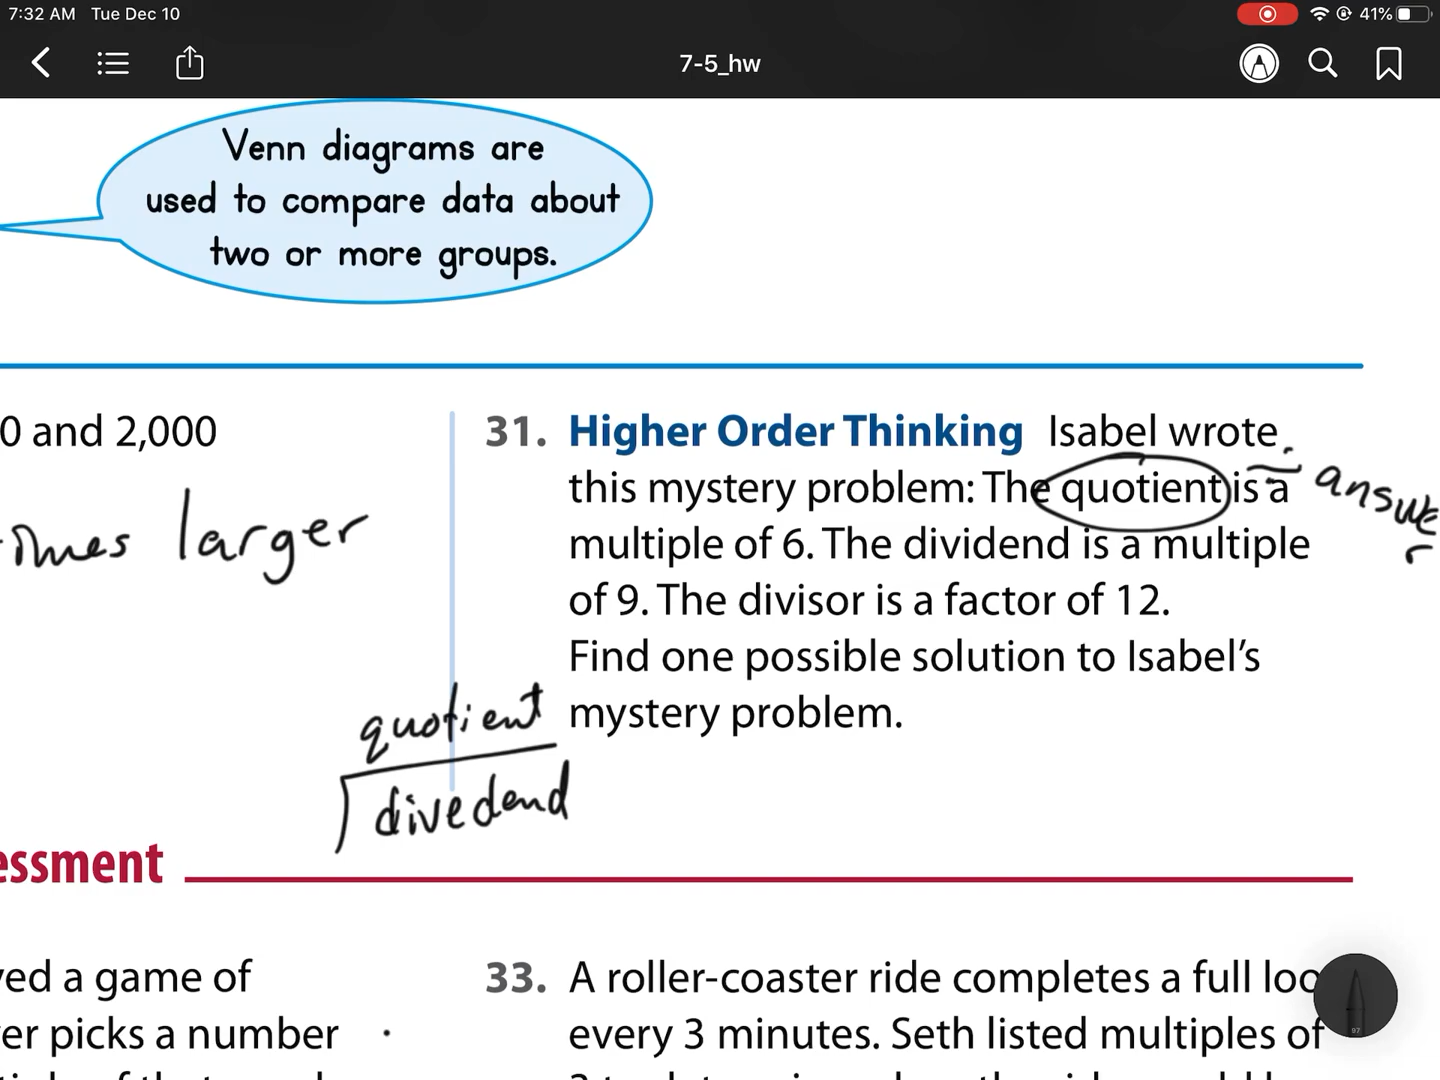 7:32 AM Tue Dec 10
41%
7-5_hw
Venn diagrams are
used to compare data about
two or more groups.
0 and 2,000
imes larger
31. Higher Order Thinking Isabel wrote
this mystery problem: The quotient is a
multiple of 6. The dividend is a multiple
of 9. The divisor is a factor of 12.
Find one possible solution to Isabel's
mystery problem.
÷ answer
quotient
divedend
essment
ved a game of
er picks a number
33. A roller-coaster ride completes a full loo
every 3 minutes. Seth listed multiples of
97